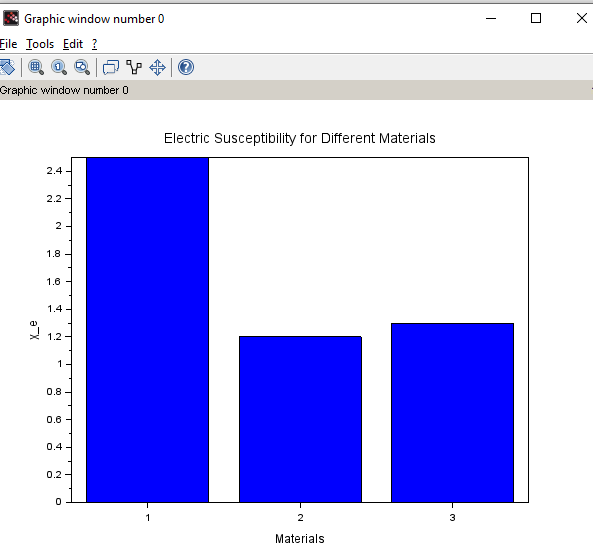 Graphic window number 0
File Tools Edit ?
Graphic window number 0
Electric Susceptibility for Different Materials
2.4
2.2
2
1.8
1.6
1.4
1.2
1
0.8
0.6
0.4
0.2
0
χ_e
1 2 3
Materials